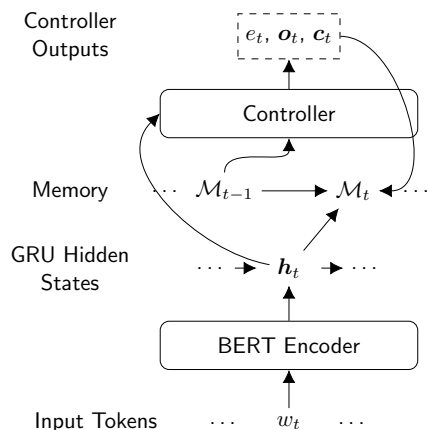 Controller
Outputs
e_t, o_t, c_t
Controller
Memory
... M_{t−1} M_t ...
GRU Hidden
States
... h_t ...
BERT Encoder
Input Tokens
... w_t ...